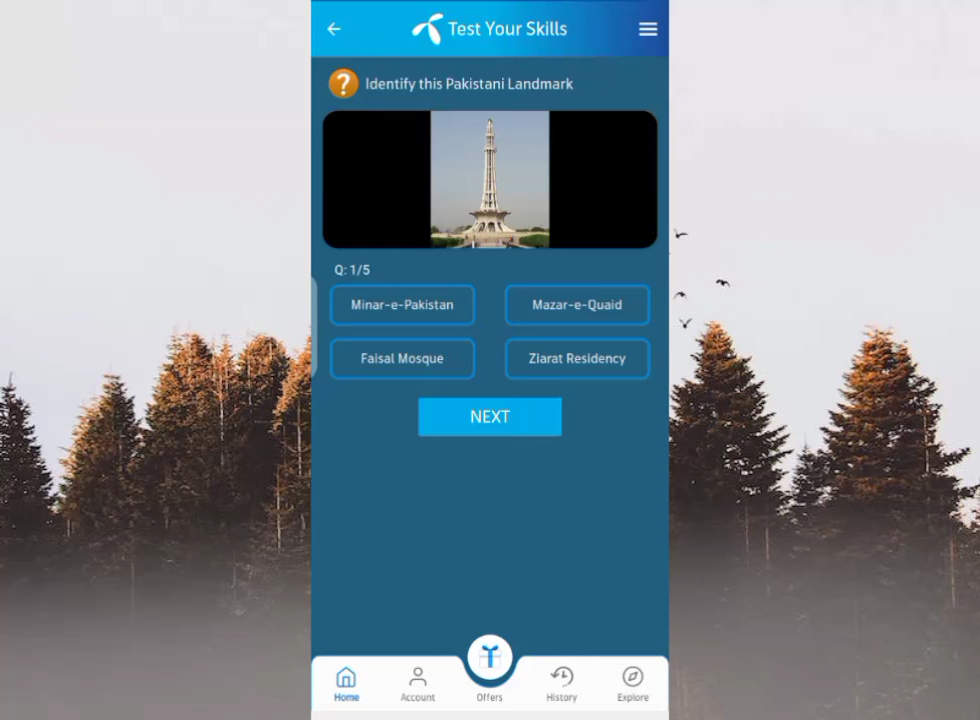 Test Your Skills
Identify this Pakistani Landmark
Q: 1/5
Minar-e-Pakistan
Mazar-e-Quaid
Faisal Mosque
Ziarat Residency
NEXT
Home
Account
Offers
History
Explore